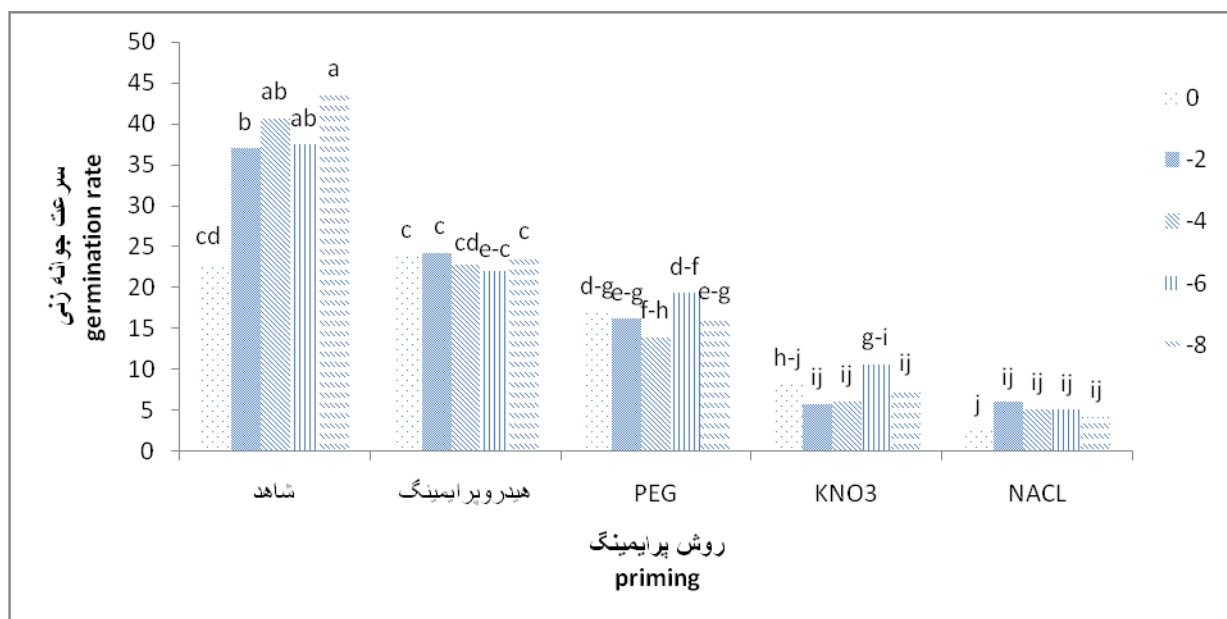 50
45
40
35
30
25
20
15
10
5
0
سرعت جوانه زنی
germination rate
cd
b
ab
ab
a
c
c
cd
e-c
c
d-g
e-g
f-h
d-f
e-g
h-j
ij
ij
g-i
ij
j
ij
ij
ij
ij
شاهد
هیدروپرایمینگ
PEG
KNO3
NACL
روش پرایمینگ
priming
0
-2
-4
-6
-8